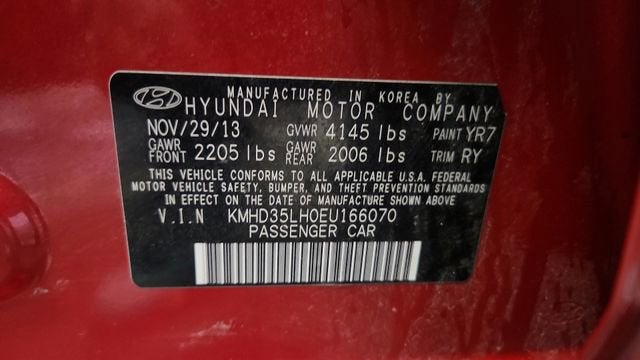 MANUFACTURED IN KOREA BY
HYUNDAI MOTOR COMPANY
NOV/29/13 GVWR 4145 lbs PAINT YR7
GAWR FRONT 2205 lbs GAWR REAR 2006 lbs TRIM RY
THIS VEHICLE CONFORMS TO ALL APPLICABLE U.S.A. FEDERAL
MOTOR VEHICLE SAFETY, BUMPER, AND THEFT PREVENTION STANDARDS
IN EFFECT ON THE DATE OF MANUFACTURE SHOWN ABOVE
V.I.N KMHD35LH0EU166070
PASSENGER CAR